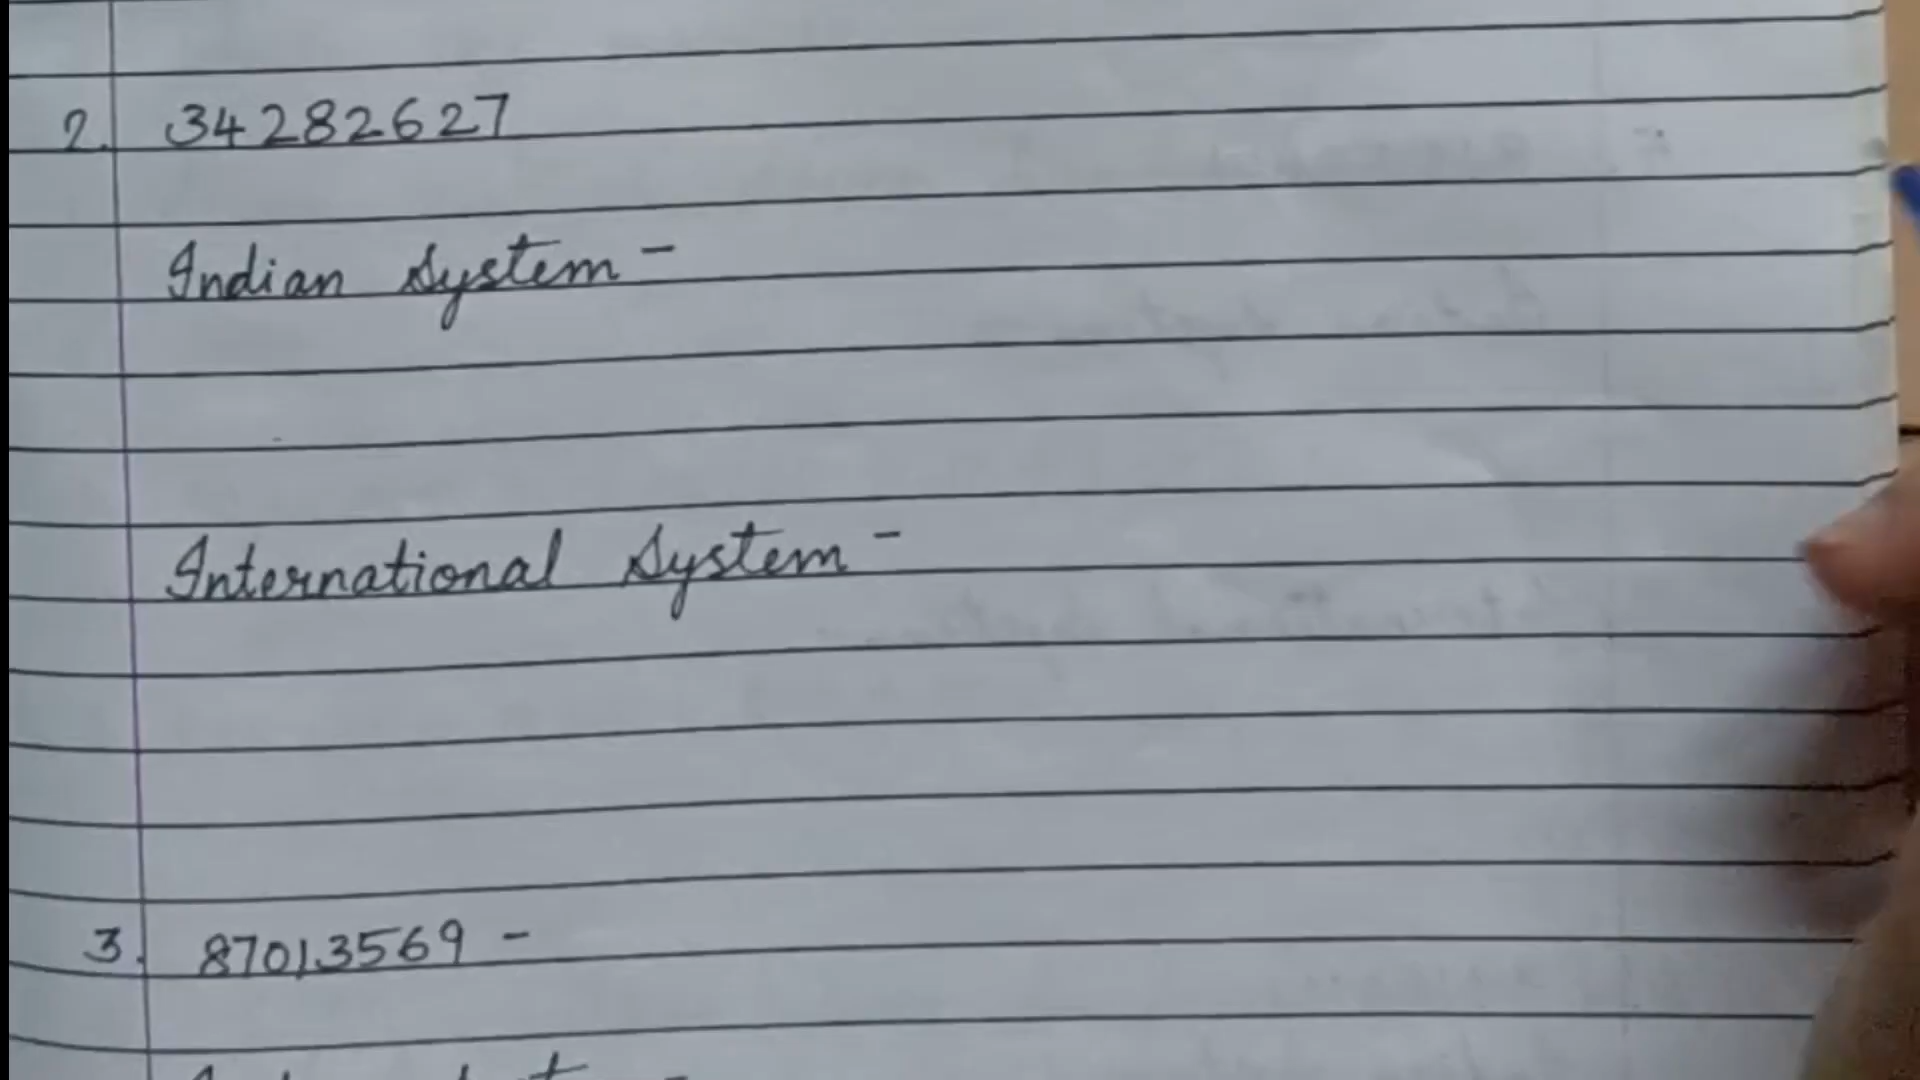 2. 34282627
Indian System -
International System -
3. 87013569 -